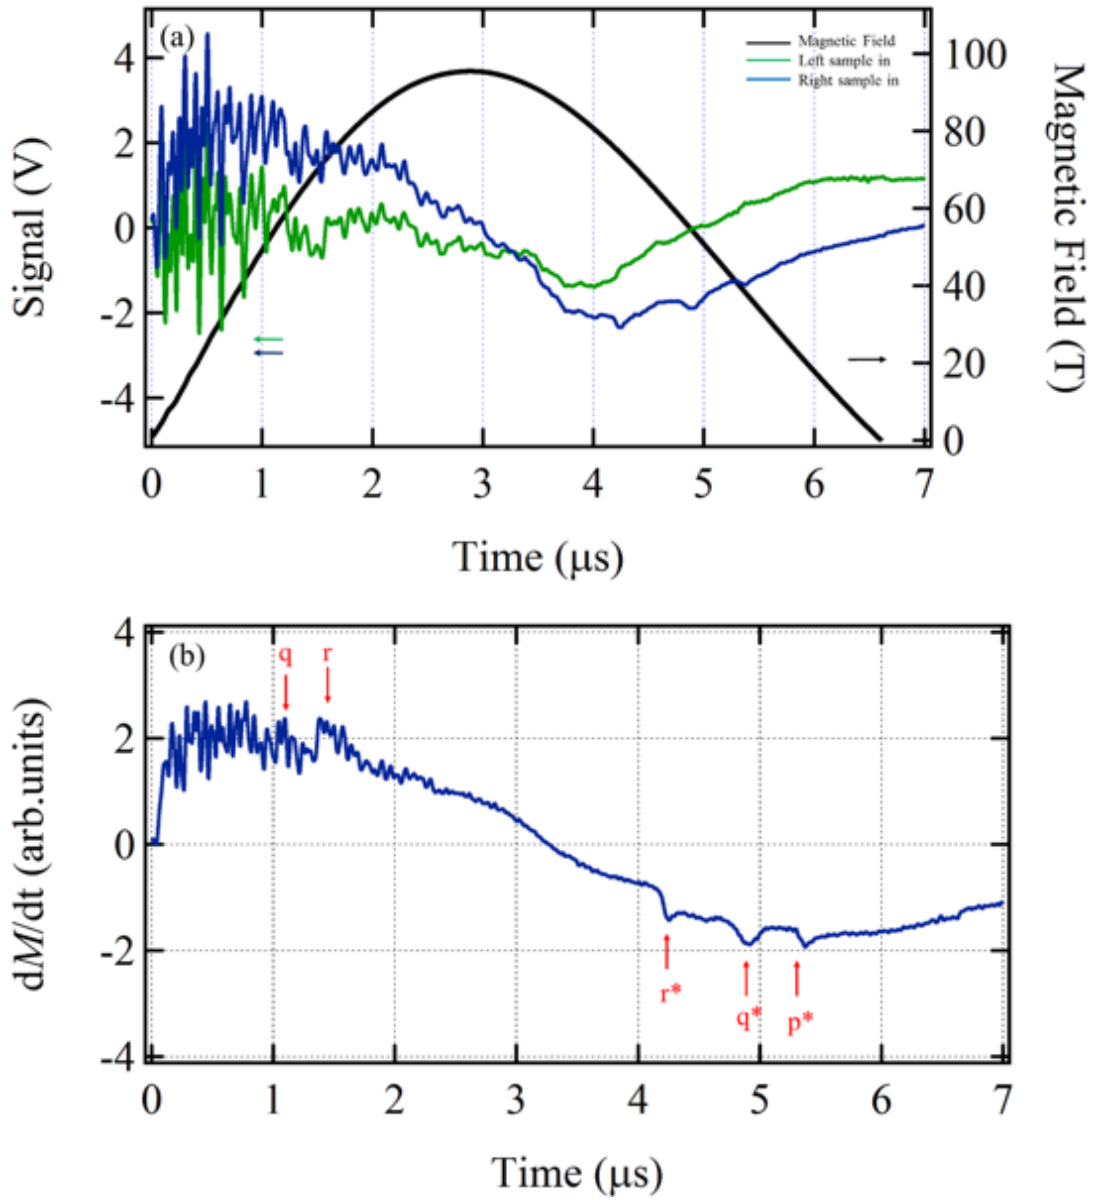 (a)
Magnetic Field
Left sample in
Right sample in
4
2
0
-2
-4
Signal (V)
100
80
60
40
20
0
Magnetic Field (T)
0 1 2 3 4 5 6 7
Time (μs)
(b)
q r
4
2
0
-2
-4
dM/dt (arb.units)
r*
q* p*
0 1 2 3 4 5 6 7
Time (μs)